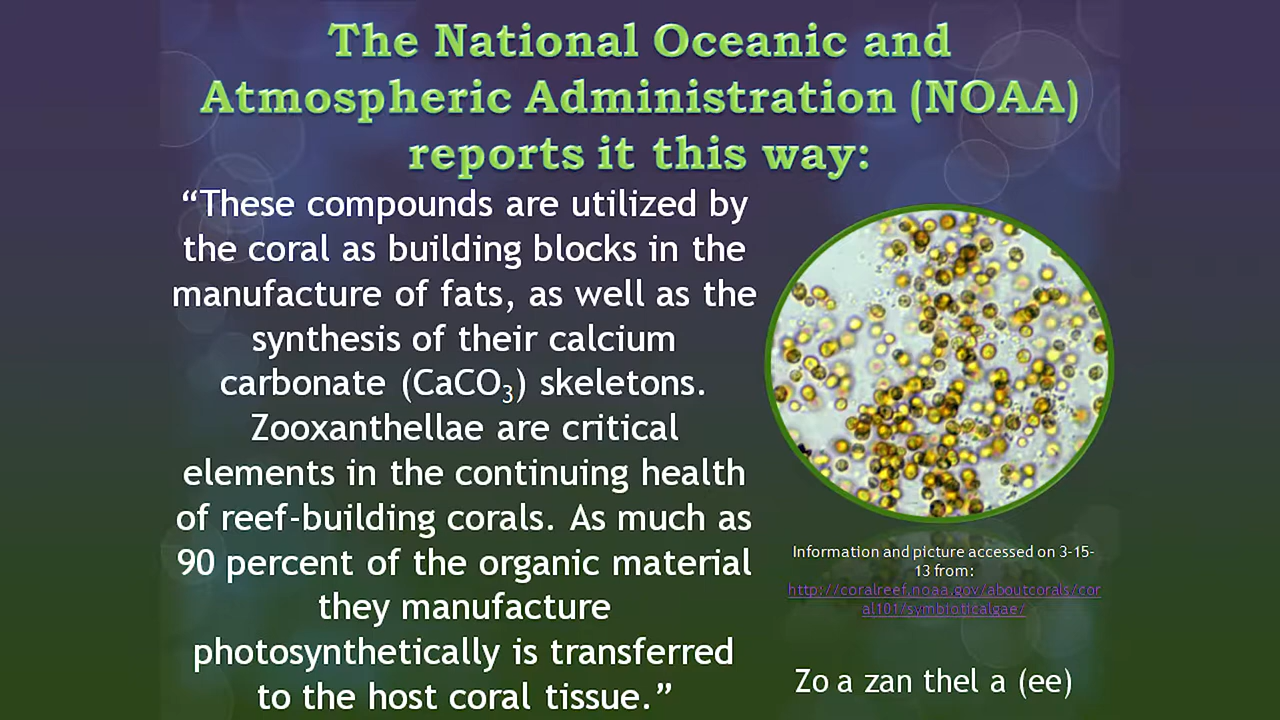 The National Oceanic and
Atmospheric Administration (NOAA)
reports it this way:
“These compounds are utilized by
the coral as building blocks in the
manufacture of fats, as well as the
synthesis of their calcium
carbonate (CaCO₃) skeletons.
Zooxanthellae are critical
elements in the continuing health
of reef-building corals. As much as
90 percent of the organic material
they manufacture
photosynthetically is transferred
to the host coral tissue.”
Information and picture accessed on 3-15-
13 from:
http://coralreef.noaa.gov/aboutcorals/cor
al101/symbioticalgae/
Zo a zan thel a (ee)